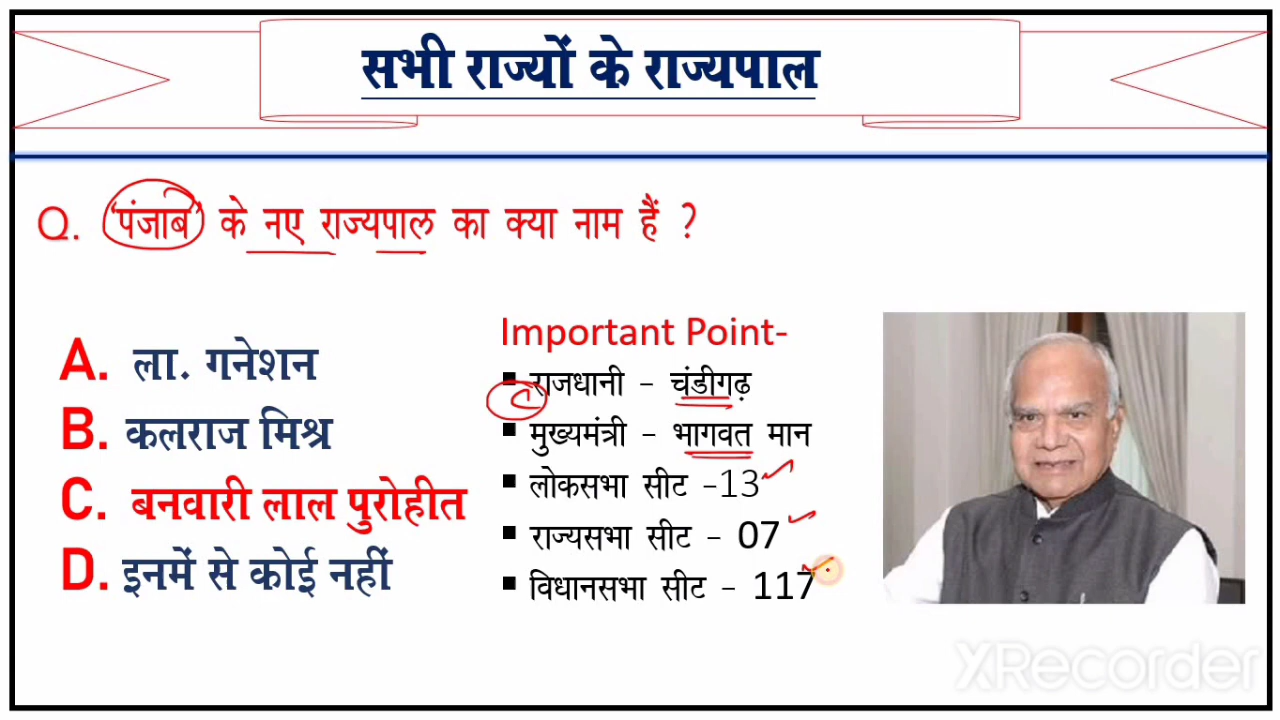 सभी राज्यों के राज्यपाल
Q. 'पंजाब' के नए राज्यपाल का क्या नाम हैं ?
A. ला. गनेशन
B. कलराज मिश्र
C. बनवारी लाल पुरोहीत
D. इनमें से कोई नहीं
Important Point-
▪ राजधानी - चंडीगढ़
▪ मुख्यमंत्री - भागवत मान
▪ लोकसभा सीट -13
▪ राज्यसभा सीट - 07
▪ विधानसभा सीट - 117
XRecorder